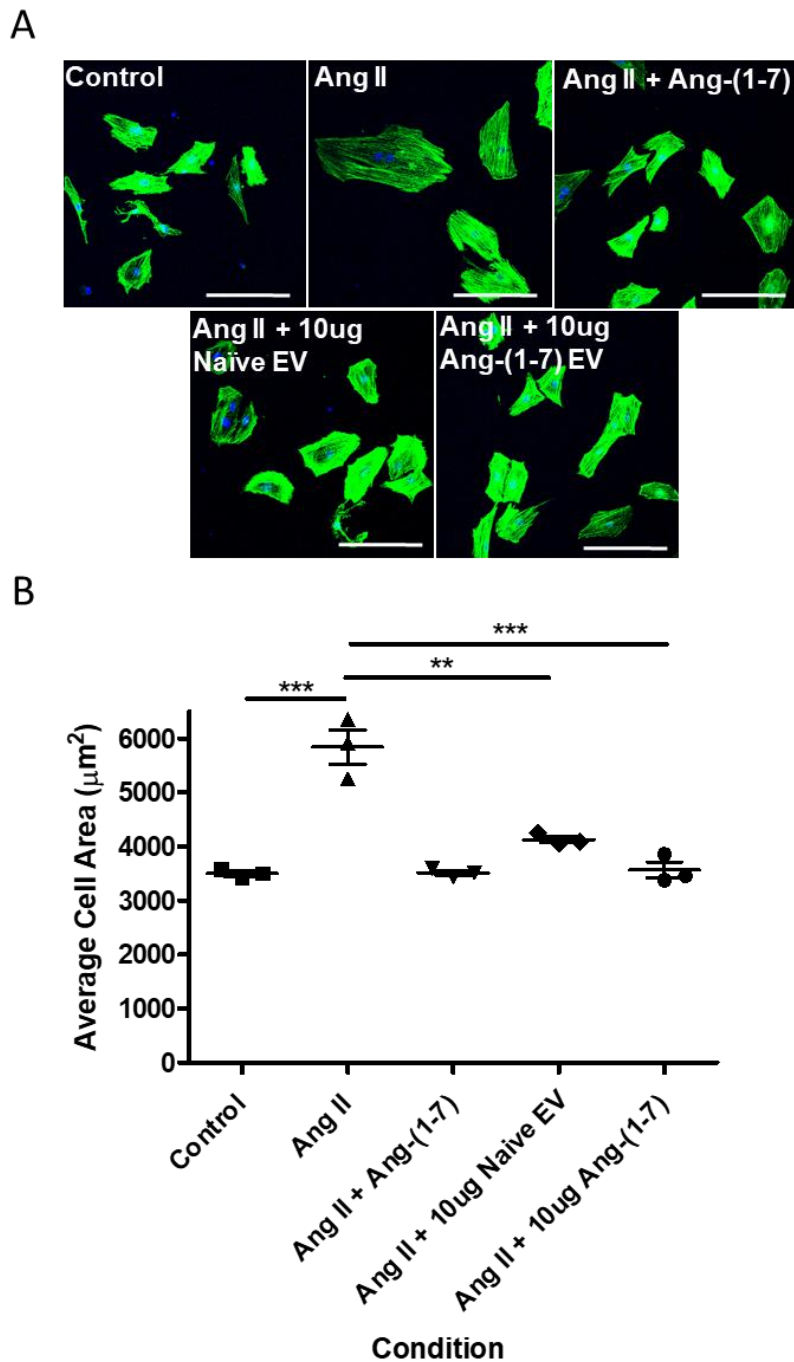 A
Control
Ang II
Ang II + Ang-(1-7)
Ang II + 10ug
Naïve EV
Ang II + 10ug
Ang-(1-7) EV
B
***
**
***
Average Cell Area (μm²)
6000
5000
4000
3000
2000
1000
0
Control
Ang II
Ang II + Ang-(1-7)
Ang II + 10ug Naive EV
Ang II + 10ug Ang-(1-7)
Condition